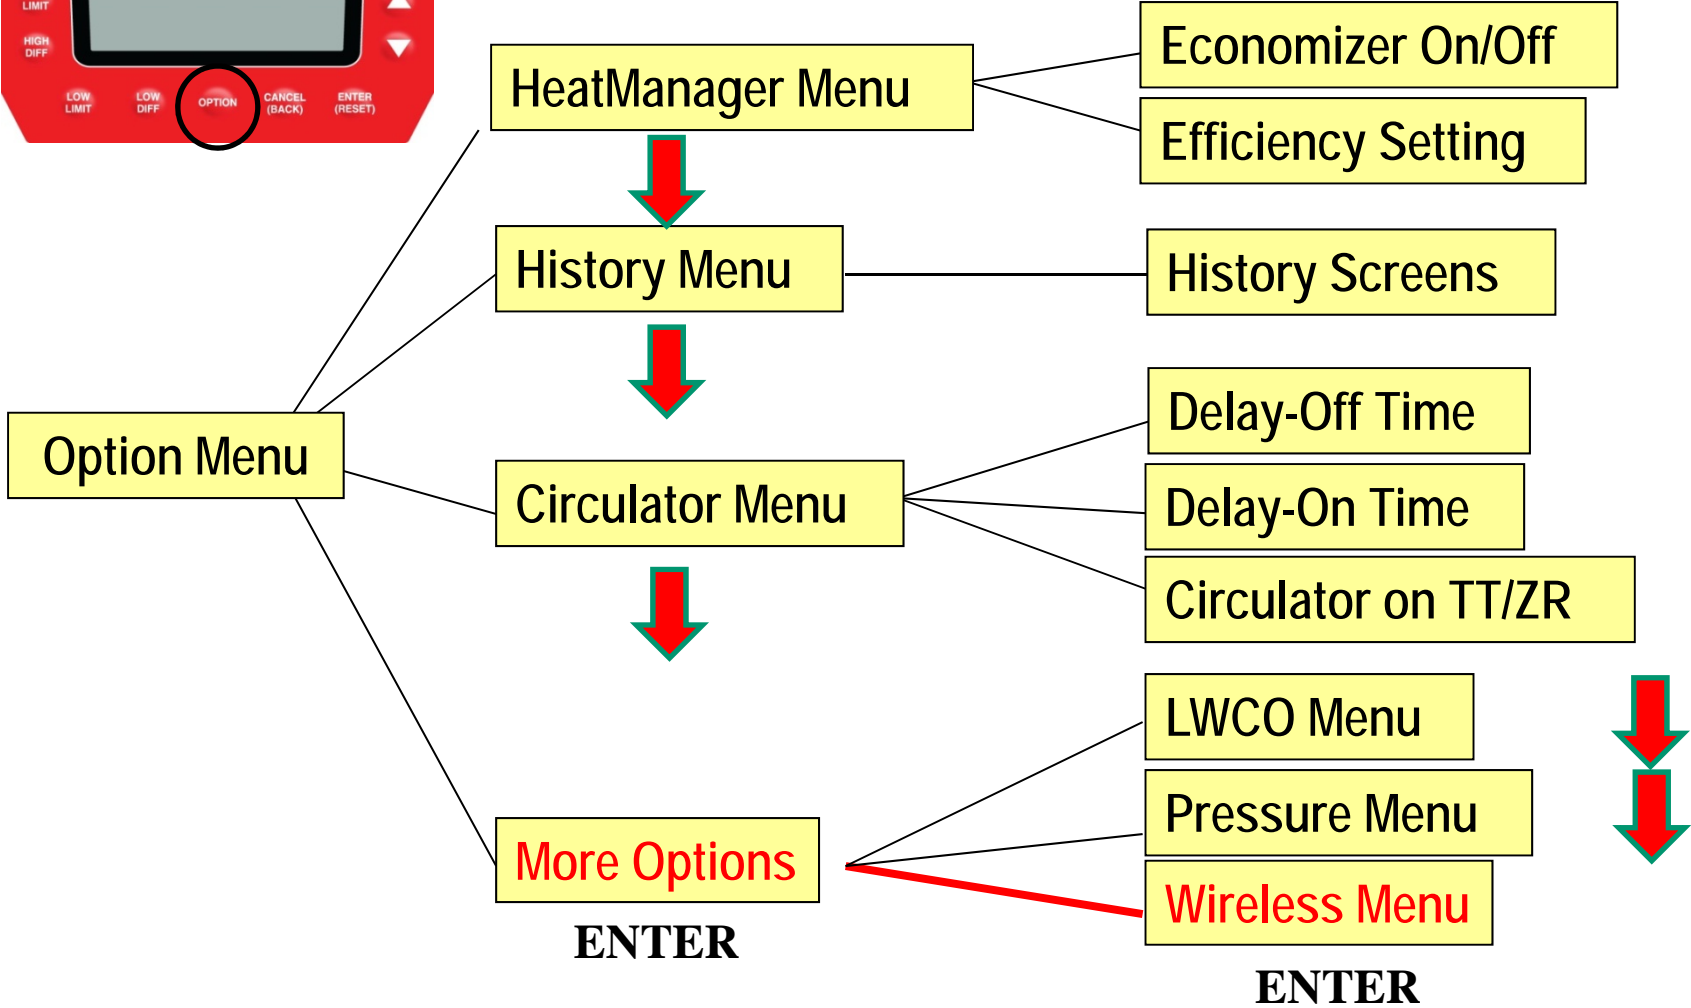 LIMIT
HIGH
DIFF
LOW
LIMIT
LOW
DIFF
OPTION
CANCEL
(BACK)
ENTER
(RESET)
HeatManager Menu
Economizer On/Off
Efficiency Setting
History Menu
History Screens
Option Menu
Circulator Menu
Delay-Off Time
Delay-On Time
Circulator on TT/ZR
More Options
ENTER
LWCO Menu
Pressure Menu
Wireless Menu
ENTER